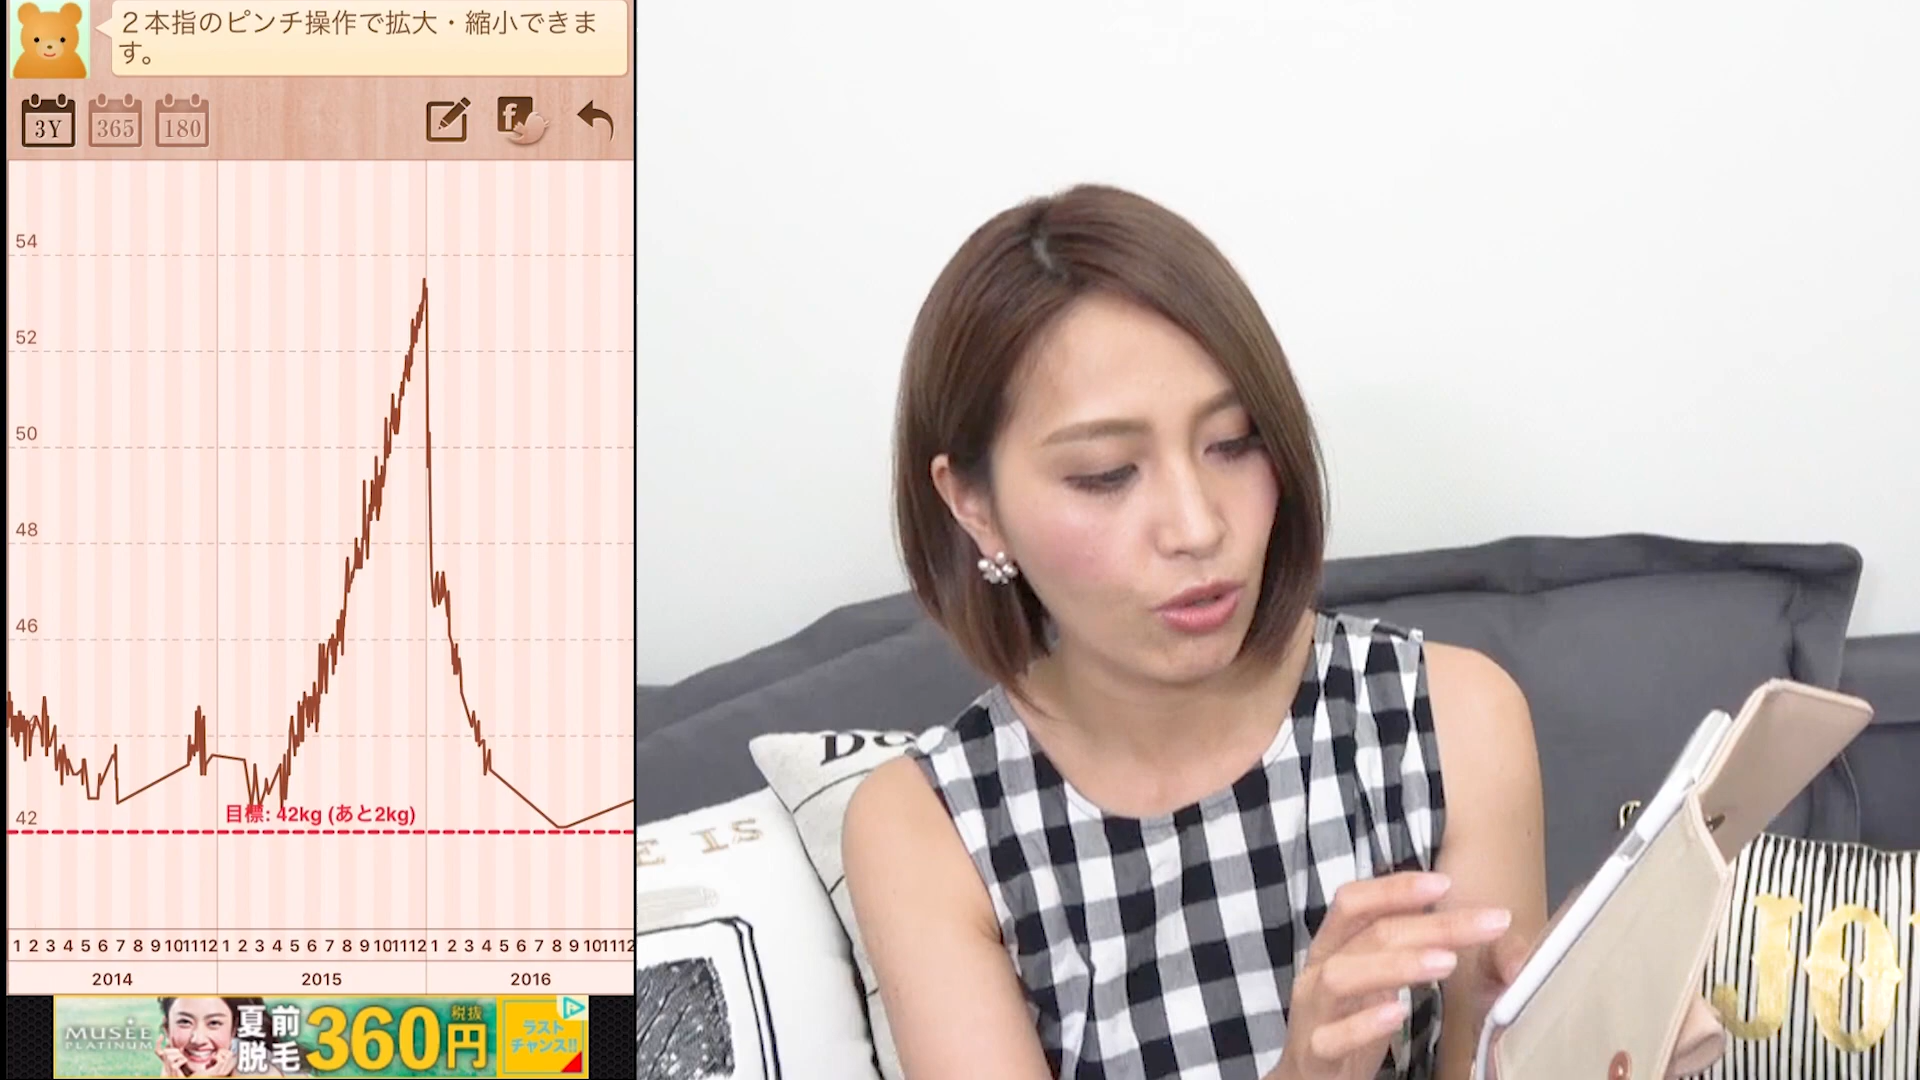 ２本指のピンチ操作で拡大・縮小できま
す。
3Y 365 180
f
54
52
50
48
46
42
目標: 42kg (あと2kg)
1 2 3 4 5 6 7 8 9 10 11 12 1 2 3 4 5 6 7 8 9 10 11 12 1 2 3 4 5 6 7 8 9 10 11 12
2014 2015 2016
MUSEE
PLATINUM
夏前
脱毛
360円
税抜
ラスト
チャンス!!
E IS
JO